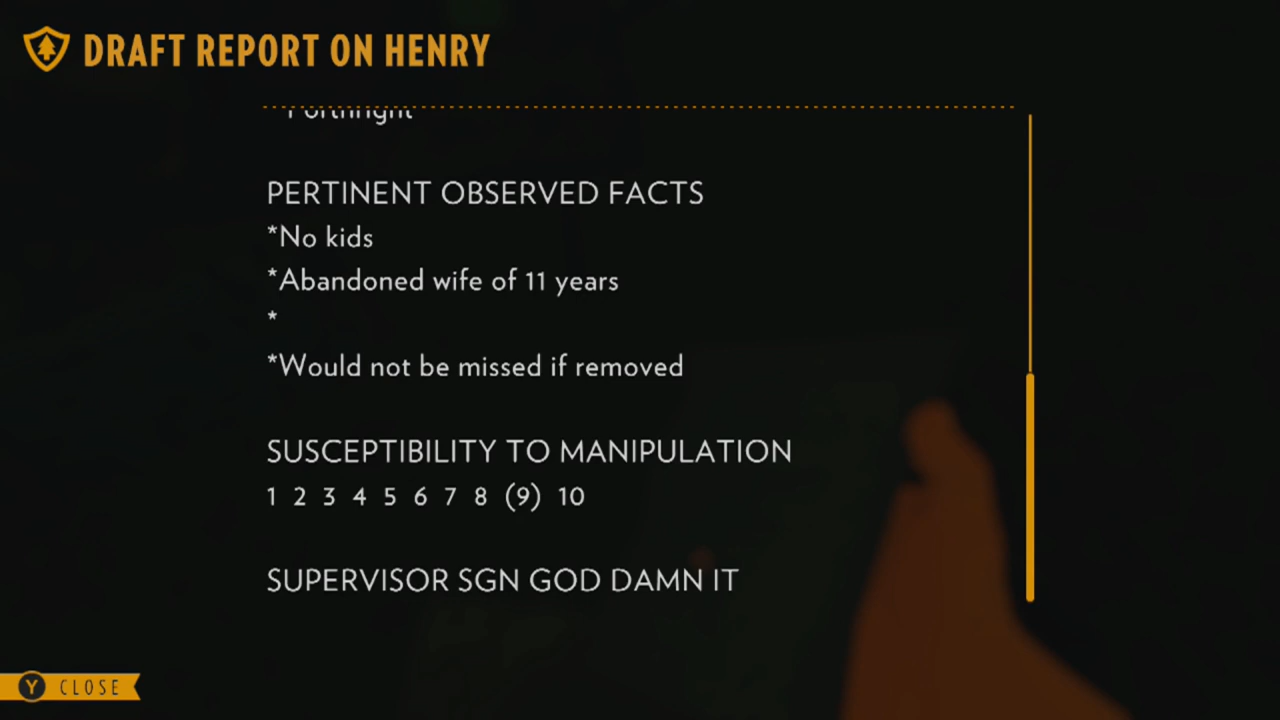 DRAFT REPORT ON HENRY
*Forthright
PERTINENT OBSERVED FACTS
*No kids
*Abandoned wife of 11 years
*
*Would not be missed if removed
SUSCEPTIBILITY TO MANIPULATION
1 2 3 4 5 6 7 8 (9) 10
SUPERVISOR SGN GOD DAMN IT
Y CLOSE